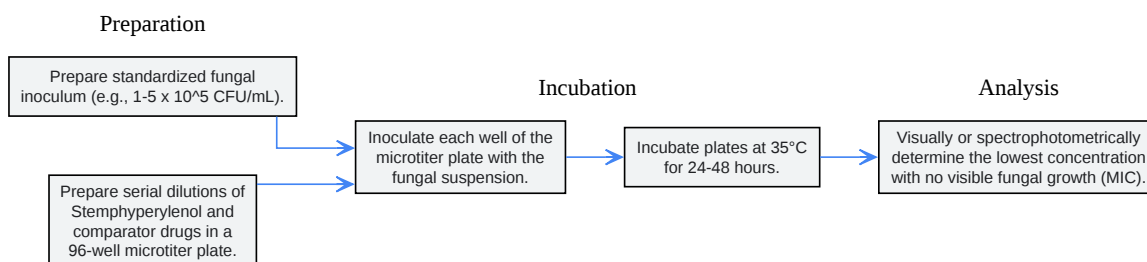 Preparation
Prepare standardized fungal
inoculum (e.g., 1-5 x 10^5 CFU/mL).
Prepare serial dilutions of
Stemphyperylenol and
comparator drugs in a
96-well microtiter plate.
Incubation
Inoculate each well of the
microtiter plate with the
fungal suspension.
Incubate plates at 35°C
for 24-48 hours.
Analysis
Visually or spectrophotometrically
determine the lowest concentration
with no visible fungal growth (MIC).